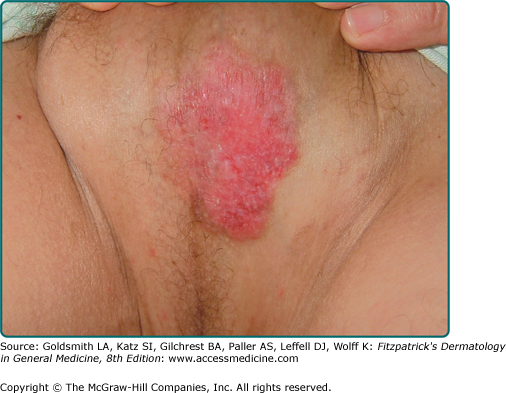 Source: Goldsmith LA, Katz SI, Gilchrest BA, Paller AS, Leffell DJ, Wolff K: Fitzpatrick's Dermatology
in General Medicine, 8th Edition: www.accessmedicine.com
Copyright © The McGraw-Hill Companies, Inc. All rights reserved.